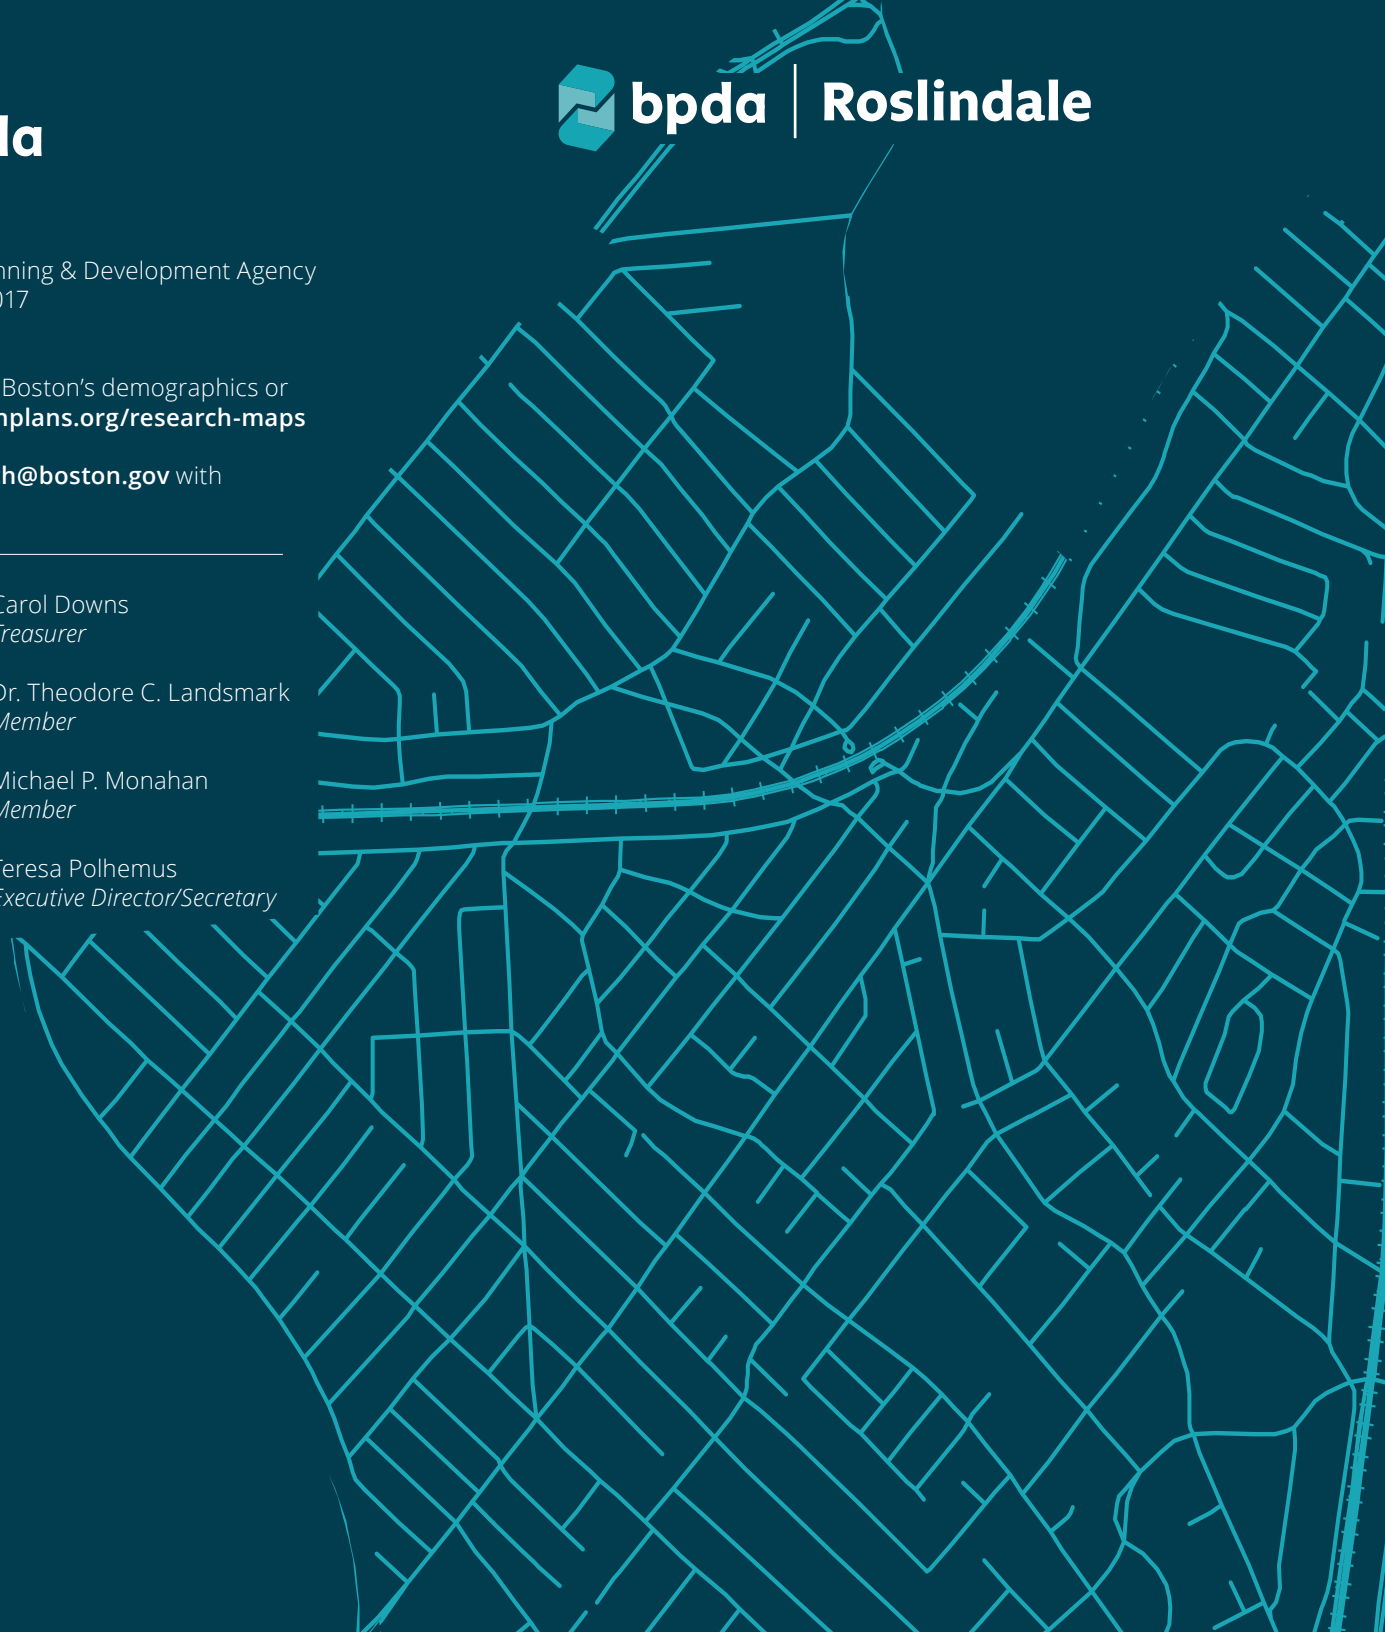 bpda | Roslindale
da
nning & Development Agency
017
Boston’s demographics or
nplans.org/research-maps
h@boston.gov with
Carol Downs
Treasurer
Dr. Theodore C. Landsmark
Member
Michael P. Monahan
Member
Teresa Polhemus
Executive Director/Secretary